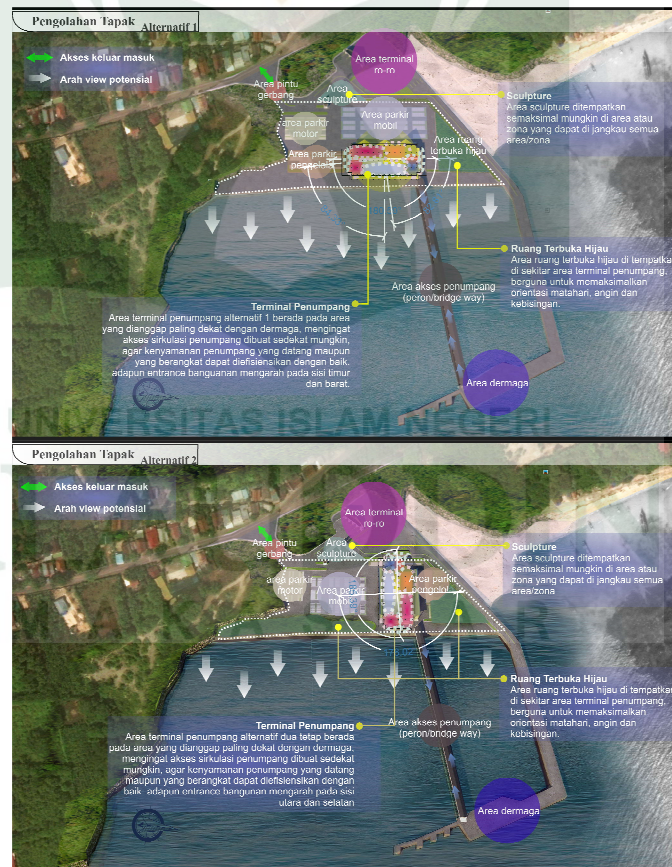 Pengolahan Tapak Alternatif 1
Akses keluar masuk
Arah view potensial
Area terminal
ro-ro
Area pintu
gerbang
Area
sculpture
Area parkir
mobil
area parkir
motor
Area parkir
pengelola
Area ruang
terbuka hijau
Sculpture
Area sculpture ditempatkan
semaksimal mungkin di area atau
zona yang dapat di jangkau semua
area/zona
Ruang Terbuka Hijau
Area ruang terbuka hijau di tempatkan
di sekitar area terminal penumpang,
berguna untuk memaksimalkan
orientasi matahari, angin dan
kebisingan.
Area akses penumpang
(peron/bridge way)
Terminal Penumpang
Area terminal penumpang alternatif 1 berada pada area
yang dianggap paling dekat dengan dermaga, mengingat
akses sirkulasi penumpang dibuat sedekat mungkin,
agar kenyamanan penumpang yang datang maupun
yang berangkat dapat diefisiensikan dengan baik.
adapun entrance banguanan mengarah pada sisi timur
dan barat.
Area dermaga
UNIVERSITAS ISLAM NEGERI
Pengolahan Tapak Alternatif 2
Akses keluar masuk
Arah view potensial
Area terminal
ro-ro
Area pintu
gerbang
Area
sculpture
area parkir
motor
Area parkir
mobil
Area parkir
pengelol
Sculpture
Area sculpture ditempatkan
semaksimal mungkin di area atau
zona yang dapat di jangkau semua
area/zona
Ruang Terbuka Hijau
Area ruang terbuka hijau di tempatkan
di sekitar area terminal penumpang,
berguna untuk memaksimalkan
orientasi matahari, angin dan
kebisingan.
Area akses penumpang
(peron/bridge way)
Terminal Penumpang
Area terminal penumpang alternatif dua tetap berada
pada area yang dianggap paling dekat dengan dermaga,
mengingat akses sirkulasi penumpang dibuat sedekat
mungkin, agar kenyamanan penumpang yang datang
maupun yang berangkat dapat diefisiensikan dengan
baik. adapun entrance bangunan mengarah pada sisi
utara dan selatan
Area dermaga